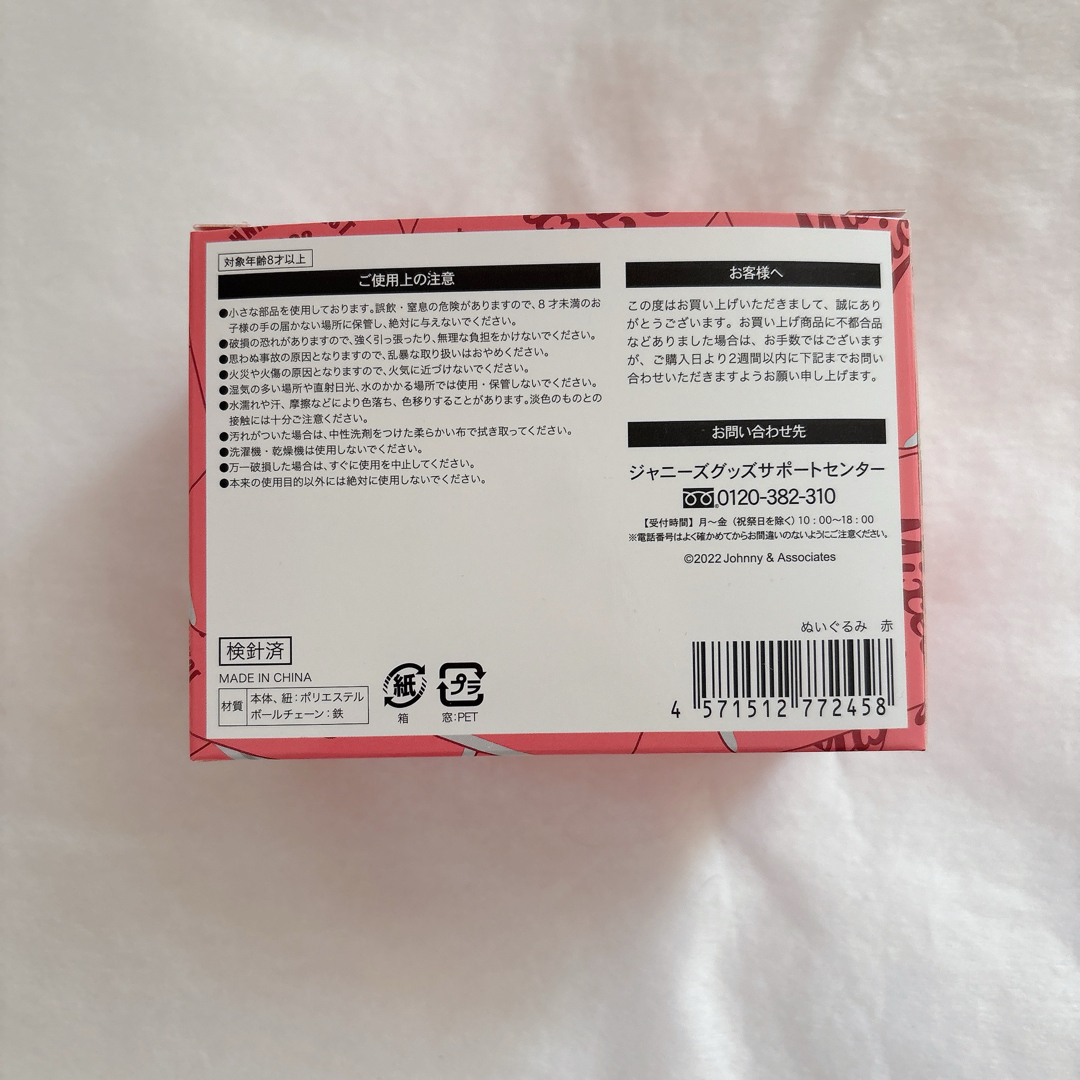 対象年齢8才以上
ご使用上の注意
●小さな部品を使用しております。誤飲・窒息の危険がありますので、8才未満のお
子様の手の届かない場所に保管し、絶対に与えないでください。
●破損の恐れがありますので、強く引っ張ったり、無理な負担をかけないでください。
●思わぬ事故の原因となりますので、乱暴な取り扱いはおやめください。
●火災や火傷の原因となりますので、火気に近づけないでください。
●湿気の多い場所や直射日光、水のかかる場所では使用・保管しないでください。
●水濡れや汗、摩擦などにより色落ち、色移りすることがあります。淡色のものとの
接触には十分ご注意ください。
●汚れがついた場合は、中性洗剤をつけた柔らかい布で拭き取ってください。
●洗濯機・乾燥機は使用しないでください。
●万一破損した場合は、すぐに使用を中止してください。
●本来の使用目的以外には絶対に使用しないでください。
お客様へ
この度はお買い上げいただきまして、誠にあり
がとうございます。お買い上げ商品に不都合品
などありました場合は、お手数ではございます
が、ご購入日より2週間以内に下記までお問い
合わせいただきますようお願い申し上げます。
お問い合わせ先
ジャニーズグッズサポートセンター
0120-382-310
【受付時間】月〜金(祝祭日を除く)10:00〜18:00
※電話番号はよく確かめてからお間違いのないようにご注意ください。
©2022 Johnny & Associates
検針済
MADE IN CHINA
材質
本体、紐:ポリエステル
ボールチェーン:鉄
紙
箱
プラ
窓:PET
ぬいぐるみ 赤
4 571512 772458